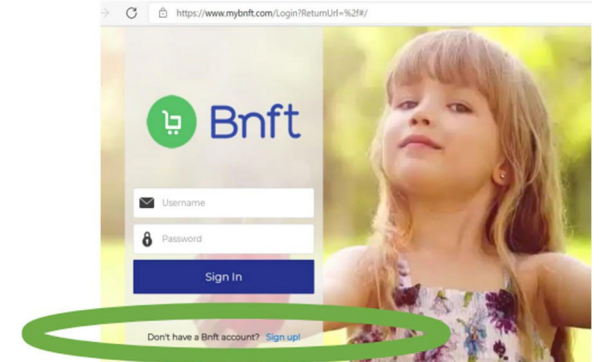 https://www.mybnft.com/Login?ReturnUrl=%2f#/
Bnft
Username
Password
Sign In
Don't have a Bnft account? Sign up!